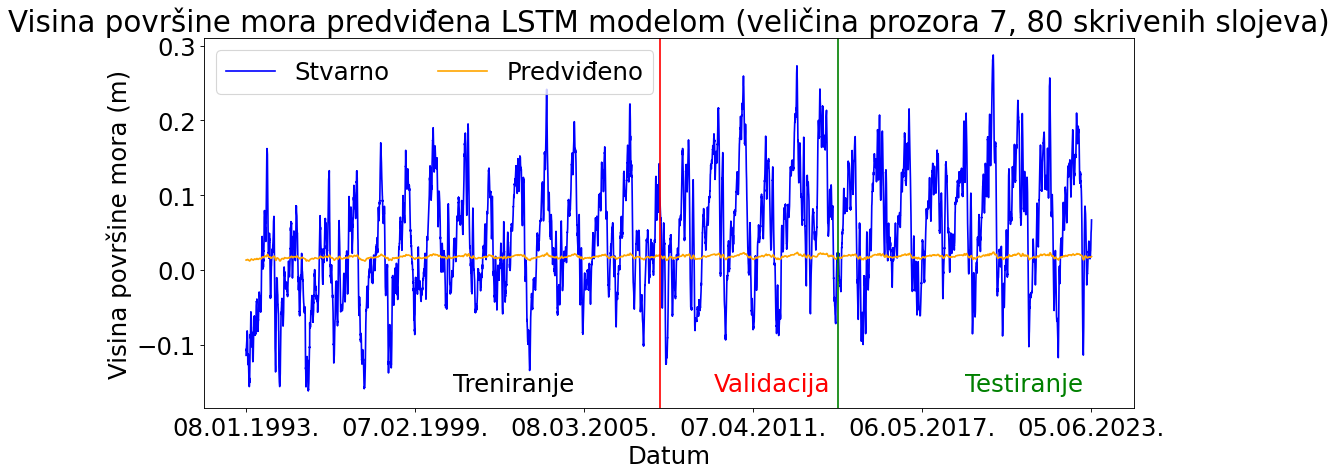 Visina površine mora predviđena LSTM modelom (veličina prozora 7, 80 skrivenih slojeva)
Stvarno Predviđeno
Visina površine mora (m)
0.3
0.2
0.1
0.0
−0.1
Treniranje Validacija Testiranje
08.01.1993. 07.02.1999. 08.03.2005. 07.04.2011. 06.05.2017. 05.06.2023.
Datum